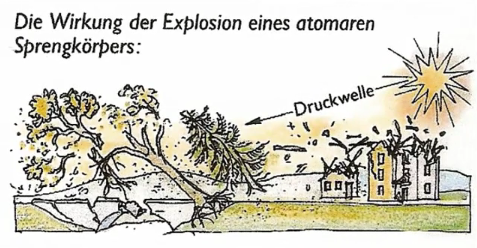 Die Wirkung der Explosion eines atomaren
Sprengkörpers:
Druckwelle